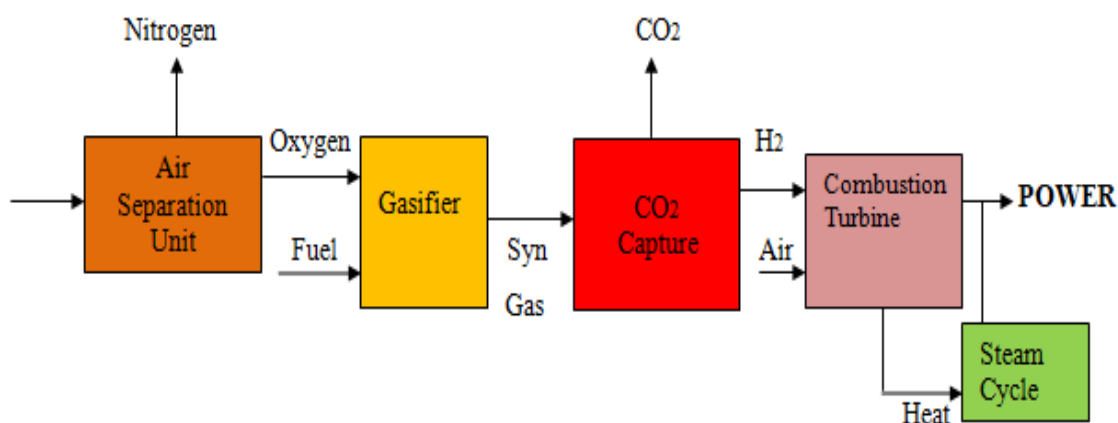 Nitrogen
CO2
Oxygen
H2
Air
Separation
Unit
Gasifier
CO2
Capture
Combustion
Turbine
POWER
Fuel
Syn
Gas
Air
Steam
Cycle
Heat